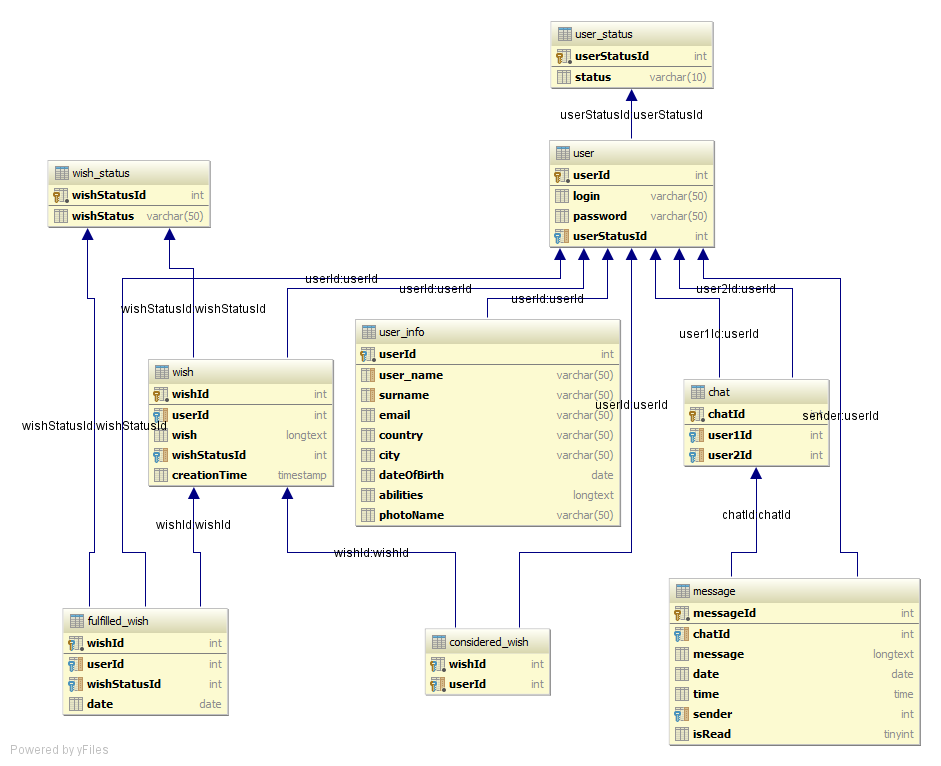 user_status
userStatusId int
status varchar(10)
userStatusId:userStatusId
user
userId int
login varchar(50)
password varchar(50)
userStatusId int
wish_status
wishStatusId int
wishStatus varchar(50)
userId:userId
userId:userId
userId:userId
user2Id:userId
wishStatusId:wishStatusId
user1Id:userId
user_info
userId int
user_name varchar(50)
surname varchar(50)
email varchar(50)
country varchar(50)
city varchar(50)
dateOfBirth date
abilities longtext
photoName varchar(50)
wish
wishId int
userId int
wish longtext
wishStatusId int
creationTime timestamp
chat
chatId int
user1Id int
user2Id int
userId:userId
sender:userId
wishStatusId:wishStatusId
wishId:wishId
chatId:chatId
wishId:wishId
fulfilled_wish
wishId int
userId int
wishStatusId int
date date
considered_wish
wishId int
userId int
message
messageId int
chatId int
message longtext
date date
time time
sender int
isRead tinyint
Powered by yFiles